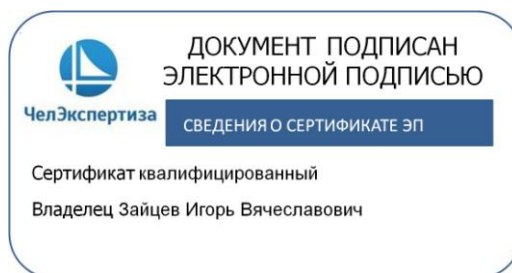 ДОКУМЕНТ ПОДПИСАН
ЭЛЕКТРОННОЙ ПОДПИСЬЮ
ЧелЭкспертиза
СВЕДЕНИЯ О СЕРТИФИКАТЕ ЭП
Сертификат квалифицированный
Владелец Зайцев Игорь Вячеславович